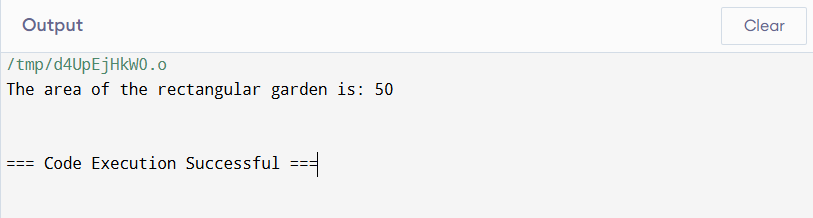 Output
Clear
/tmp/d4UpEjHkW0.o
The area of the rectangular garden is: 50
=== Code Execution Successful ===